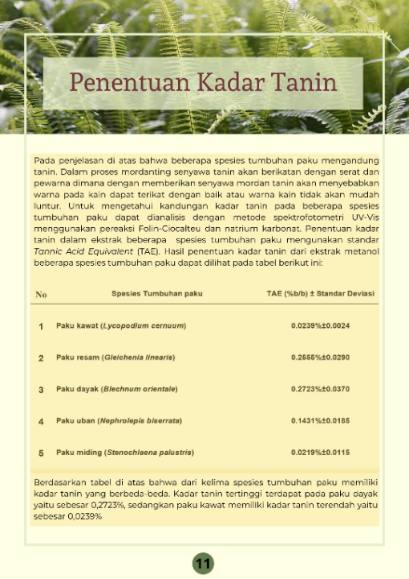 Penentuan Kadar Tanin
Pada penjelasan di atas bahwa beberapa spesies tumbuhan paku mengandung
tanin. Dalam proses mordanting senyawa tanin akan berikatan dengan serat dan
pewarna dimana dengan memberikan senyawa mordan tanin akan menyebabkan
warna pada kain dapat terikat dengan baik atau warna kain tidak akan mudah
luntur. Untuk mengetahui kandungan kadar tanin pada beberapa spesies
tumbuhan paku dapat dianalisis dengan metode spektrofotometri UV-Vis
menggunakan pereaksi Folin-Ciocalteu dan natrium karbonat. Penentuan kadar
tanin dalam ekstrak beberapa spesies tumbuhan paku mengunakan standar
Tannic Acid Equivalent (TAE). Hasil penentuan kadar tanin dari ekstrak metanol
beberapa spesies tumbuhan paku dapat dilihat pada tabel berikut ini:
No Spesies Tumbuhan paku TAE (%b/b) ± Standar Deviasi
1 Paku kawat (Lycopodium cernuum) 0.0239%±0.0024
2 Paku resam (Gleichenia linearis) 0.2555%±0.0290
3 Paku dayak (Blechnum orientale) 0.2723%±0.0370
4 Paku uban (Nephrolepis biserrata) 0.1431%±0.0185
5 Paku miding (Stenochlaena palustris) 0.0219%±0.0115
Berdasarkan tabel di atas bahwa dari kelima spesies tumbuhan paku memiliki
kadar tanin yang berbeda-beda. Kadar tanin tertinggi terdapat pada paku dayak
yaitu sebesar 0,2723%, sedangkan paku kawat memiliki kadar tanin terendah yaitu
sebesar 0,0239%
11